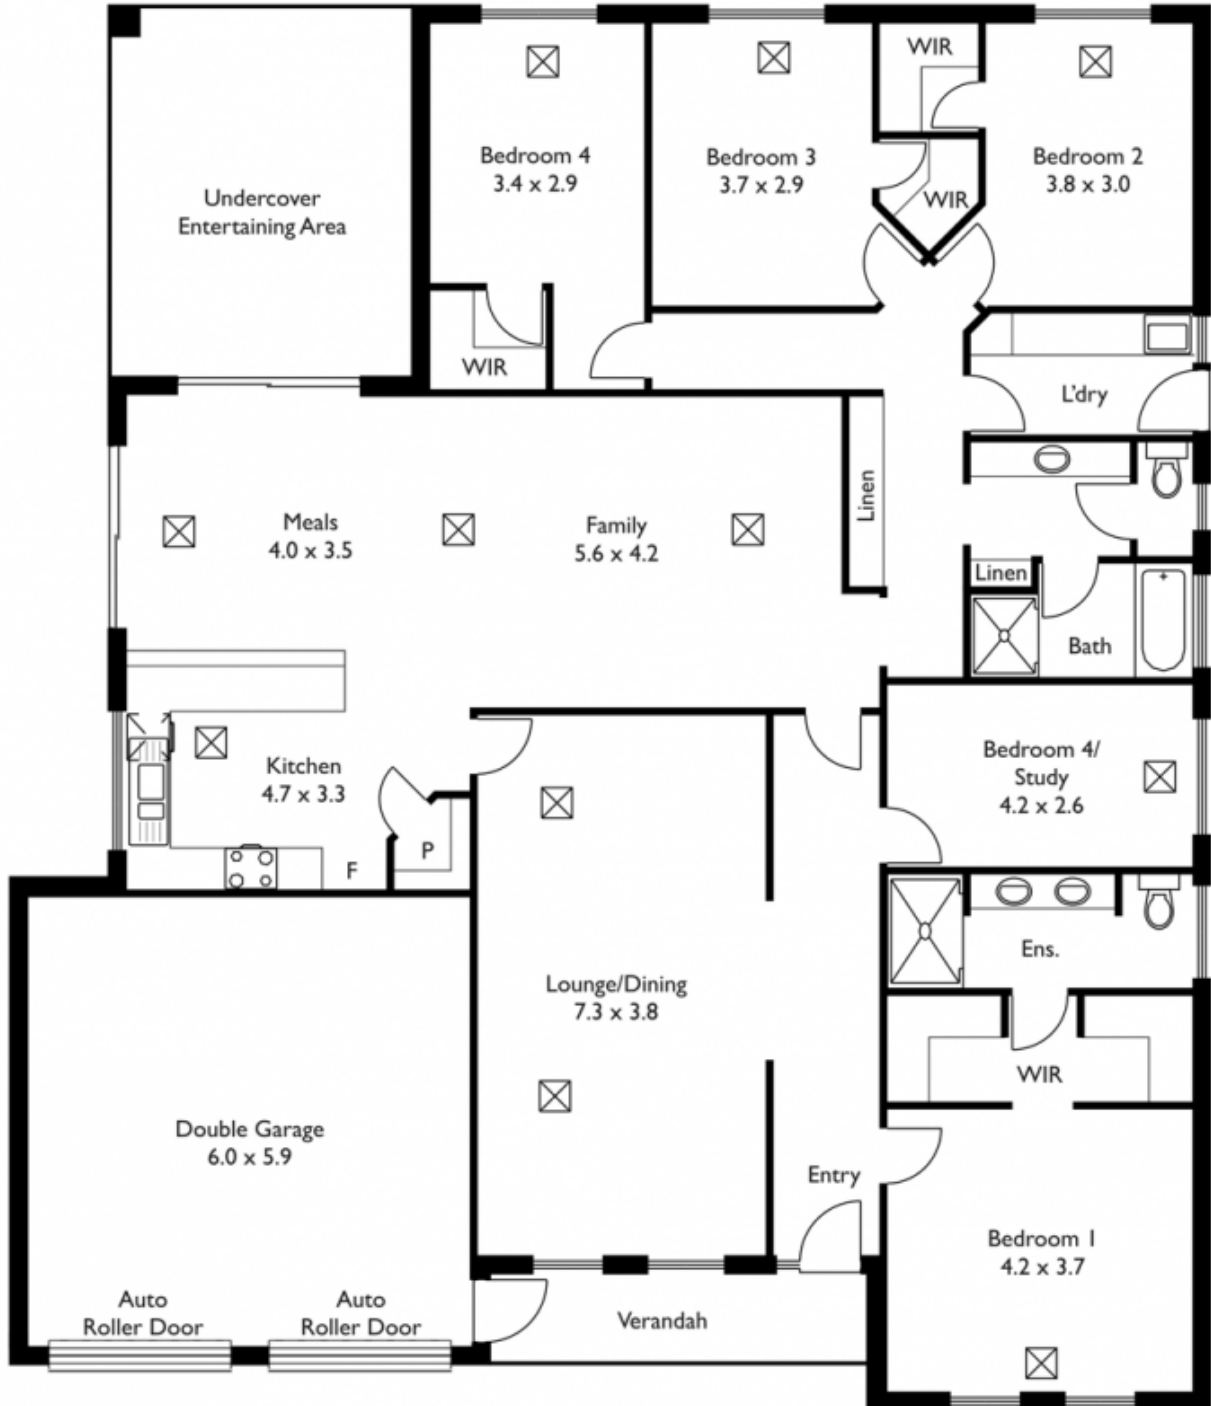 WIR
Bedroom 4
3.4 x 2.9
Bedroom 3
3.7 x 2.9
Bedroom 2
3.8 x 3.0
Undercover
Entertaining Area
WIR
WIR
L'dry
Linen
Meals
4.0 x 3.5
Family
5.6 x 4.2
Linen
Bath
Kitchen
4.7 x 3.3
Bedroom 4/
Study
4.2 x 2.6
P
F
Ens.
Lounge/Dining
7.3 x 3.8
WIR
Double Garage
6.0 x 5.9
Entry
Bedroom 1
4.2 x 3.7
Auto
Roller Door
Auto
Roller Door
Verandah